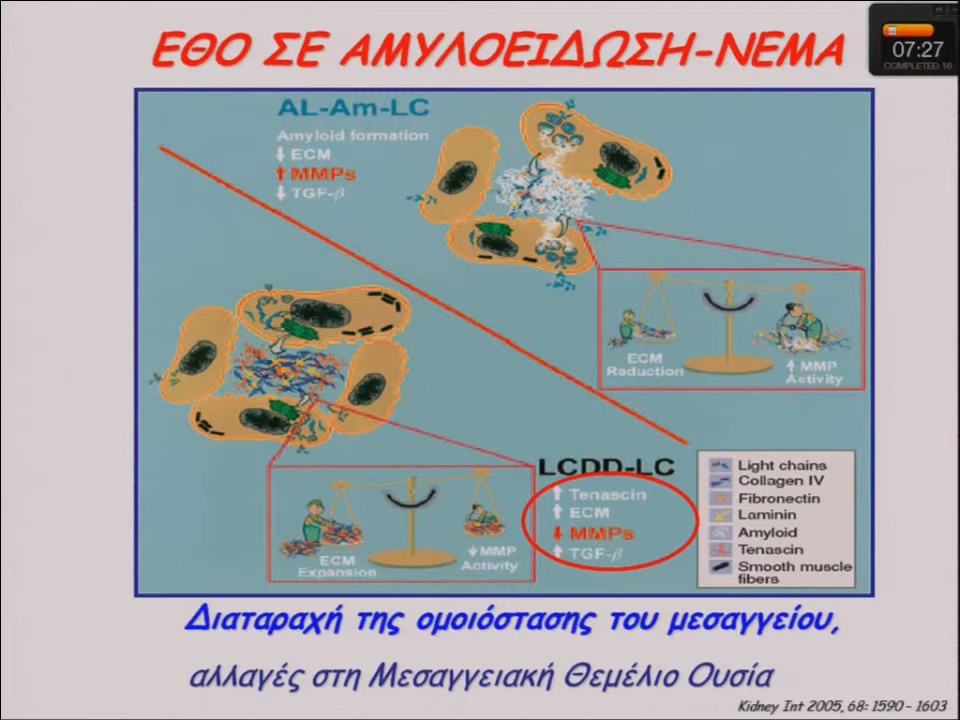 ΕΘΟ ΣΕ ΑΜΥΛΟΕΙΔΩΣΗ-ΝΕΜΑ
07:27
COMPLETED 16
AL-Am-LC
Amyloid formation
↓ ECM
↑ MMPs
↓ TGF-β
ECM
Reduction
↑ MMP
Activity
LCDD-LC
↑ Tenascin
↑ ECM
↓ MMPs
↑ TGF-β
ECM
Expansion
↓ MMP
Activity
Light chains
Collagen IV
Fibronectin
Laminin
Amyloid
Tenascin
Smooth muscle
fibers
Διαταραχή της ομοιόστασης του μεσαγγείου,
αλλαγές στη Μεσαγγειακή Θεμέλιο Ουσία
Kidney Int 2005, 68: 1590 - 1603